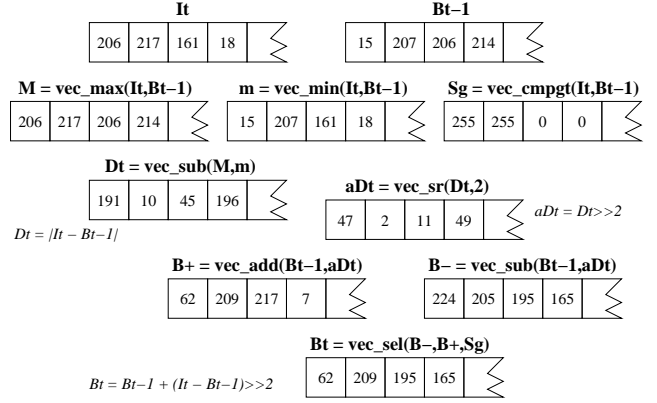 It Bt−1
206 217 161 18 15 207 206 214
M = vec_max(It,Bt−1) m = vec_min(It,Bt−1) Sg = vec_cmpgt(It,Bt−1)
206 217 206 214 15 207 161 18 255 255 0 0
Dt = vec_sub(M,m)
aDt = vec_sr(Dt,2)
191 10 45 196
47 2 11 49 aDt = Dt>>2
Dt = |It − Bt−1|
B+ = vec_add(Bt−1,aDt) B− = vec_sub(Bt−1,aDt)
62 209 217 7 224 205 195 165
Bt = vec_sel(B−,B+,Sg)
62 209 195 165
Bt = Bt−1 + (It − Bt−1)>>2